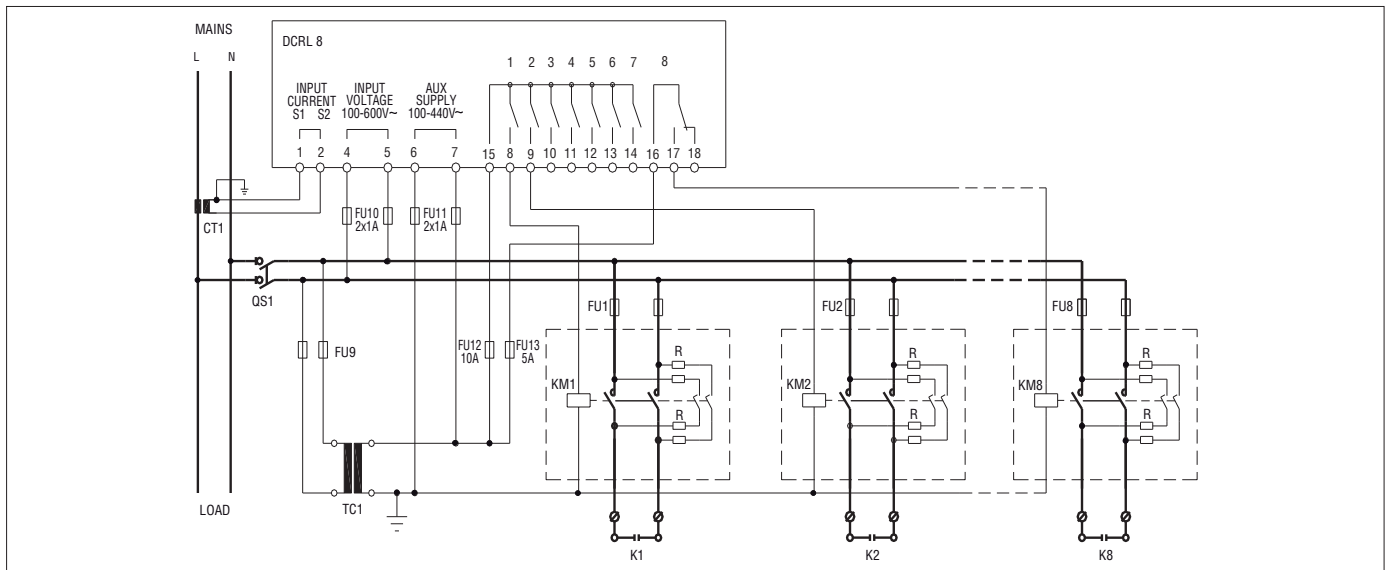 MAINS
L N
DCRL 8
1 2 3 4 5 6 7 8
INPUT CURRENT
S1 S2
INPUT VOLTAGE
100-600V~
AUX SUPPLY
100-440V~
1 2 4 5 6 7 15 8 9 10 11 12 13 14 16 17 18
CT1
FU10
2x1A
FU11
2x1A
QS1
FU1
FU2
FU8
FU9
FU12
10A
FU13
5A
R
R
R
KM1
KM2
KM8
R
R
R
LOAD
TC1
K1
K2
K8